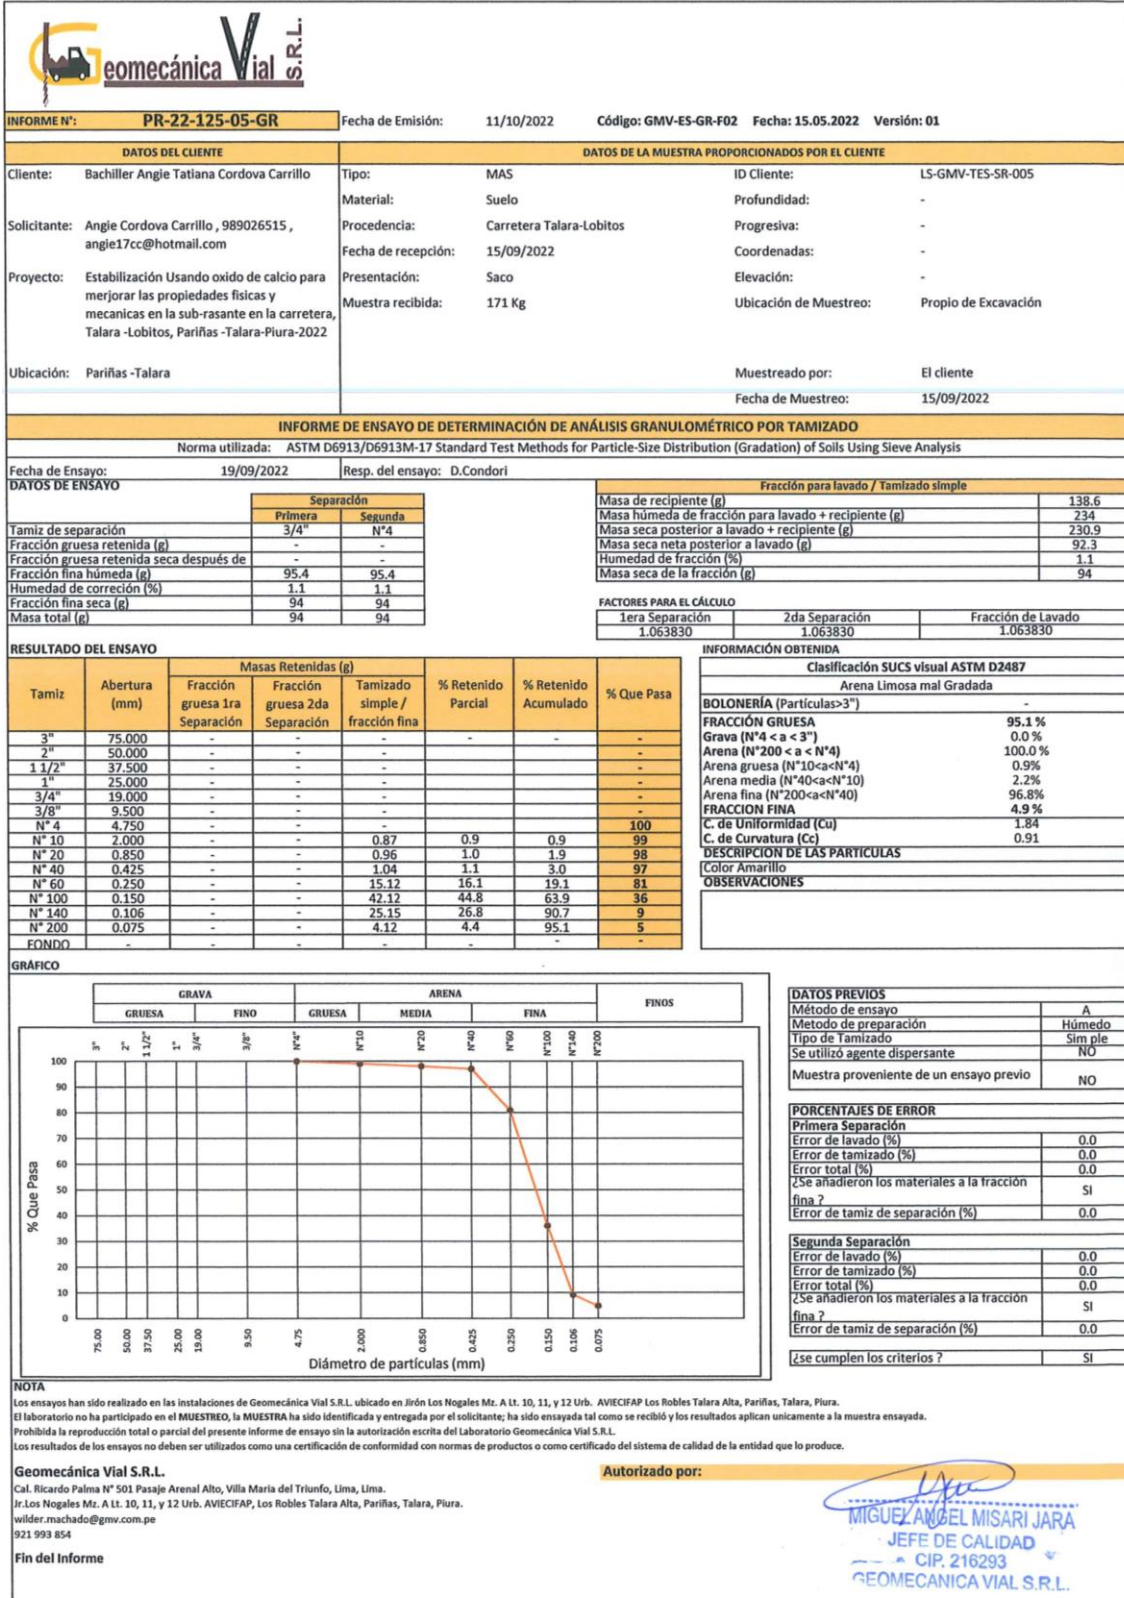 Geomecánica Vial S.R.L.
INFORME N°: PR-22-125-05-GR Fecha de Emisión: 11/10/2022 Código: GMV-ES-GR-F02 Fecha: 15.05.2022 Versión: 01
DATOS DEL CLIENTE DATOS DE LA MUESTRA PROPORCIONADOS POR EL CLIENTE
Cliente: Bachiller Angie Tatiana Cordova Carrillo Tipo: MAS ID Cliente: LS-GMV-TES-SR-005
Material: Suelo Profundidad: -
Solicitante: Angie Cordova Carrillo , 989026515 , Procedencia: Carretera Talara-Lobitos Progresiva: -
angie17cc@hotmail.com
Fecha de recepción: 15/09/2022 Coordenadas: -
Proyecto: Estabilización Usando oxido de calcio para Presentación: Saco Elevación: -
merjorar las propiedades fisicas y
mecanicas en la sub-rasante en la carretera, Muestra recibida: 171 Kg Ubicación de Muestreo: Propio de Excavación
Talara -Lobitos, Pariñas -Talara-Piura-2022
Ubicación: Pariñas -Talara Muestreado por: El cliente
Fecha de Muestreo: 15/09/2022
INFORME DE ENSAYO DE DETERMINACIÓN DE ANÁLISIS GRANULOMÉTRICO POR TAMIZADO
Norma utilizada: ASTM D6913/D6913M-17 Standard Test Methods for Particle-Size Distribution (Gradation) of Soils Using Sieve Analysis
Fecha de Ensayo: 19/09/2022 Resp. del ensayo: D.Condori
DATOS DE ENSAYO
Separación
Primera Segunda
Tamiz de separación 3/4" N°4
Fracción gruesa retenida (g) - -
Fracción gruesa retenida seca después de - -
Fracción fina húmeda (g) 95.4 95.4
Humedad de correción (%) 1.1 1.1
Fracción fina seca (g) 94 94
Masa total (g) 94 94
Fracción para lavado / Tamizado simple
Masa de recipiente (g) 138.6
Masa húmeda de fracción para lavado + recipiente (g) 234
Masa seca posterior a lavado + recipiente (g) 230.9
Masa seca neta posterior a lavado (g) 92.3
Humedad de fracción (%) 1.1
Masa seca de la fracción (g) 94
FACTORES PARA EL CÁLCULO
1era Separación 2da Separación Fracción de Lavado
1.063830 1.063830 1.063830
RESULTADO DEL ENSAYO
Tamiz Abertura (mm) Masas Retenidas (g) % Retenido Parcial % Retenido Acumulado % Que Pasa
Fracción gruesa 1ra Separación Fracción gruesa 2da Separación Tamizado simple / fracción fina
3" 75.000 - - - - - -
2" 50.000 - - -
1 1/2" 37.500 - - - -
1" 25.000 - - - -
3/4" 19.000 - - - -
3/8" 9.500 - - - -
N° 4 4.750 - - - 100
N° 10 2.000 - - 0.87 0.9 0.9 99
N° 20 0.850 - - 0.96 1.0 1.9 98
N° 40 0.425 - - 1.04 1.1 3.0 97
N° 60 0.250 - - 15.12 16.1 19.1 81
N° 100 0.150 - - 42.12 44.8 63.9 36
N° 140 0.106 - - 25.15 26.8 90.7 9
N° 200 0.075 - - 4.12 4.4 95.1 5
FONDO - - - - - - -
INFORMACIÓN OBTENIDA
Clasificación SUCS visual ASTM D2487
Arena Limosa mal Gradada
BOLONERÍA (Partículas>3") -
FRACCIÓN GRUESA 95.1 %
Grava (N°4 < a < 3") 0.0 %
Arena (N°200 < a < N°4) 100.0 %
Arena gruesa (N°10<a<N°4) 0.9%
Arena media (N°40<a<N°10) 2.2%
Arena fina (N°200<a<N°40) 96.8%
FRACCION FINA 4.9 %
C. de Uniformidad (Cu) 1.84
C. de Curvatura (Cc) 0.91
DESCRIPCIÓN DE LAS PARTICULAS
Color Amarillo
OBSERVACIONES
GRÁFICO
GRAVA ARENA FINOS
GRUESA FINO GRUESA MEDIA FINA
3" 2" 1 1/2" 1" 3/4" 3/8" N°4" N°10 N°20 N°40 N°60 N°100 N°140 N°200
100
90
80
70
60
50
40
30
20
10
0
% Que Pasa
75.00 50.00 37.50 25.00 19.00 9.50 4.75 2.000 0.850 0.425 0.250 0.150 0.106 0.075
Diámetro de partículas (mm)
DATOS PREVIOS
Método de ensayo A
Metodo de preparación Húmedo
Tipo de Tamizado Sim ple
Se utilizó agente dispersante NO
Muestra proveniente de un ensayo previo NO
PORCENTAJES DE ERROR
Primera Separación
Error de lavado (%) 0.0
Error de tamizado (%) 0.0
Error total (%) 0.0
¿Se añadieron los materiales a la fracción fina ? SI
Error de tamiz de separación (%) 0.0
Segunda Separación
Error de lavado (%) 0.0
Error de tamizado (%) 0.0
Error total (%) 0.0
¿Se añadieron los materiales a la fracción fina ? SI
Error de tamiz de separación (%) 0.0
¿se cumplen los criterios ? SI
NOTA
Los ensayos han sido realizado en las instalaciones de Geomecánica Vial S.R.L. ubicado en Jirón Los Nogales Mz. A Lt. 10, 11, y 12 Urb. AVIECIFAP Los Robles Talara Alta, Pariñas, Talara, Piura.
El laboratorio no ha participado en el MUESTREO, la MUESTRA ha sido identificada y entregada por el solicitante; ha sido ensayada tal como se recibió y los resultados aplican unicamente a la muestra ensayada.
Prohibida la reproducción total o parcial del presente informe de ensayo sin la autorización escrita del Laboratorio Geomecánica Vial S.R.L.
Los resultados de los ensayos no deben ser utilizados como una certificación de conformidad con normas de productos o como certificado del sistema de calidad de la entidad que lo produce.
Geomecánica Vial S.R.L. Autorizado por:
Cal. Ricardo Palma N° 501 Pasaje Arenal Alto, Villa Maria del Triunfo, Lima, Lima.
Jr.Los Nogales Mz. A Lt. 10, 11, y 12 Urb. AVIECIFAP, Los Robles Talara Alta, Pariñas, Talara, Piura.
wilder.machado@gmv.com.pe
921 993 854
Fin del Informe
MIGUEL ANGEL MISARI JARA
JEFE DE CALIDAD
CIP. 216293
GEOMECANICA VIAL S.R.L.